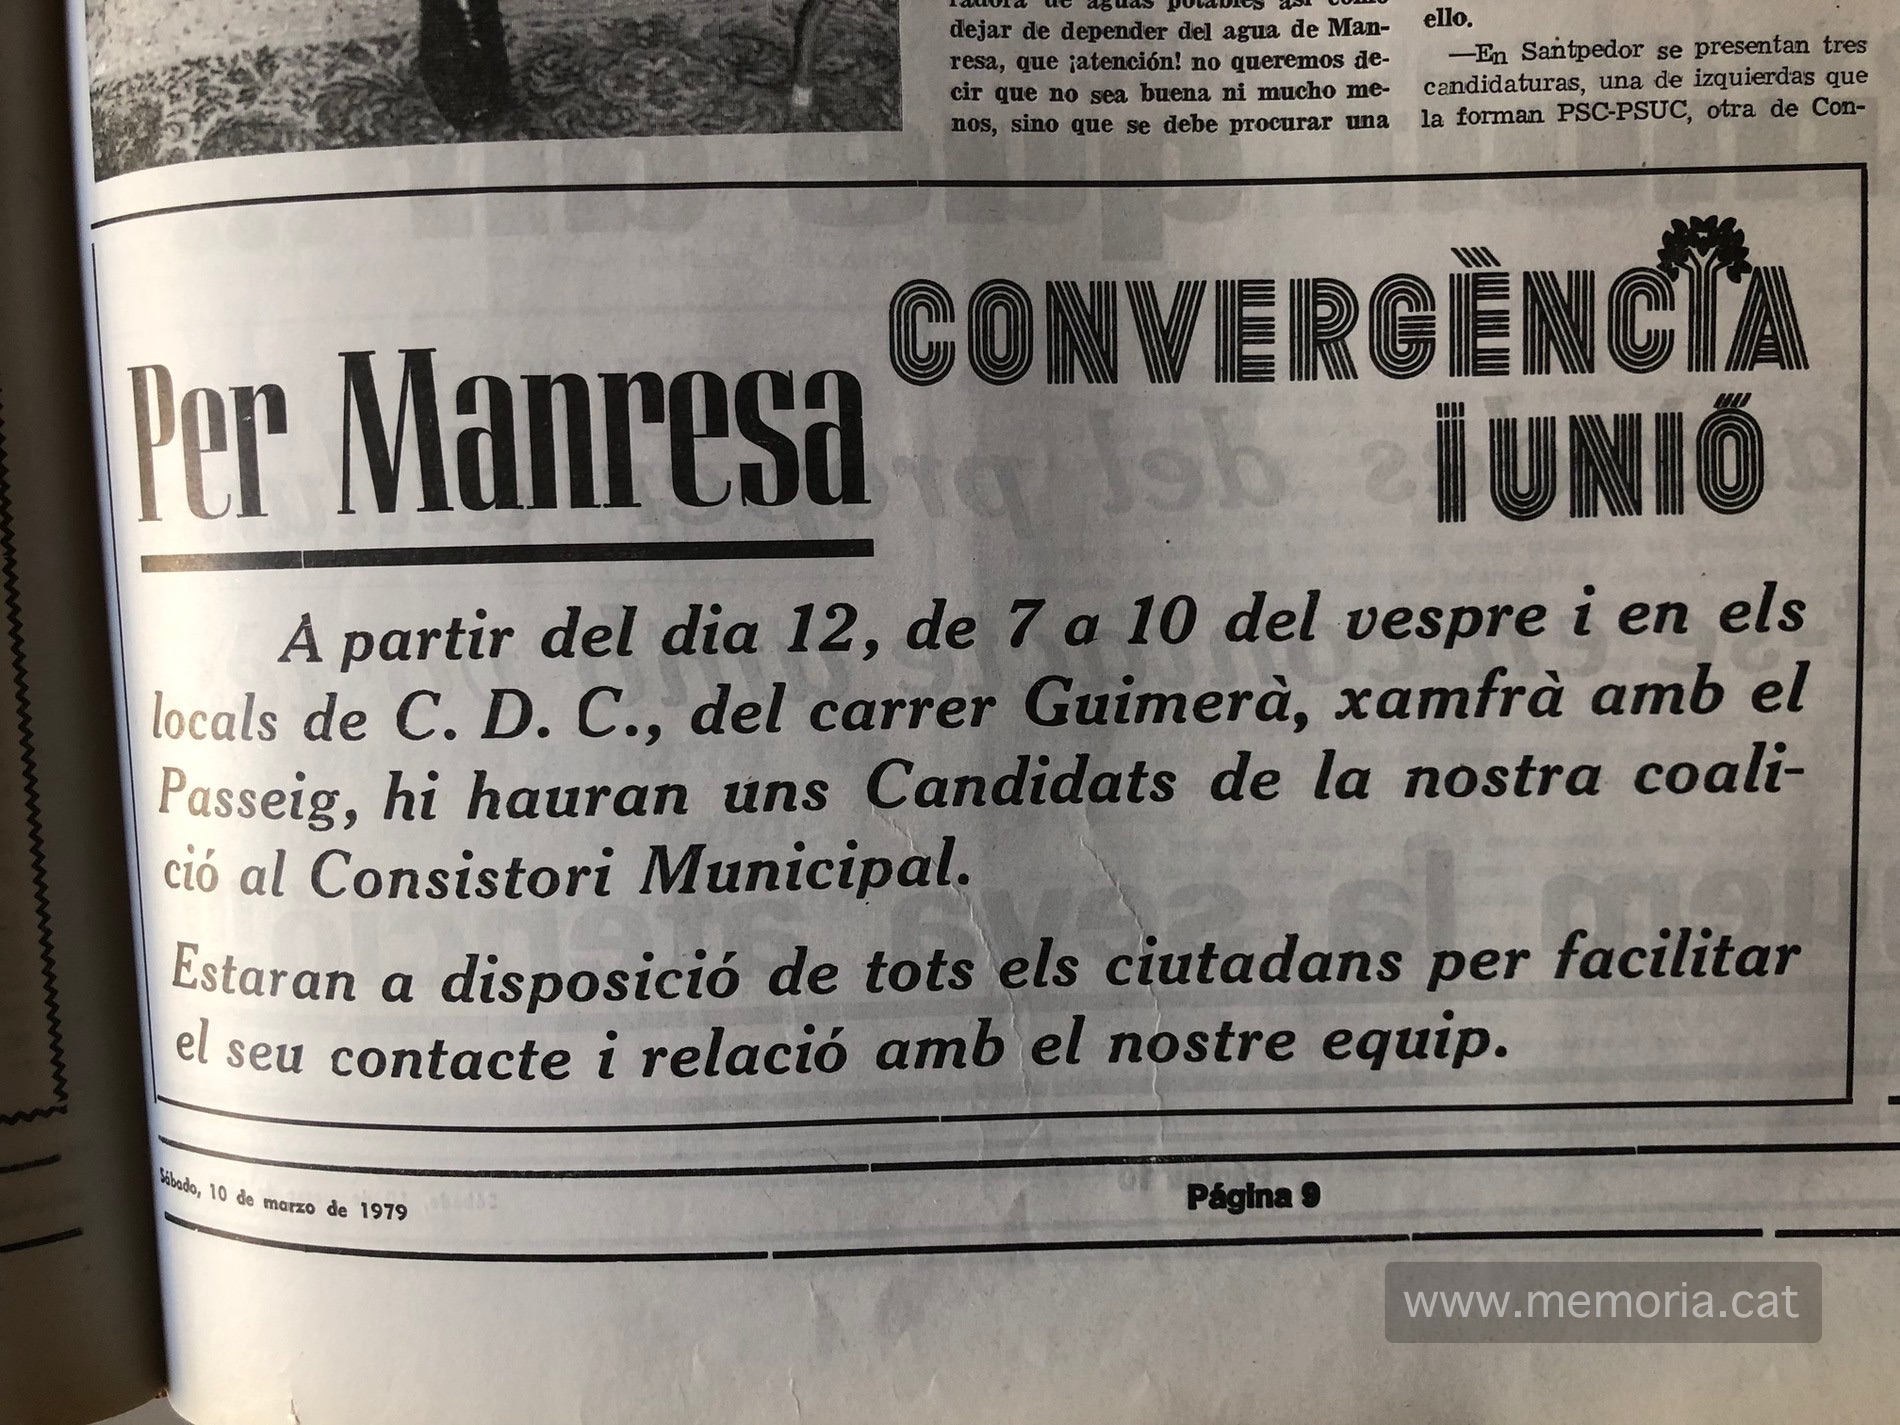 dejar de depender del agua de Man-
resa, que ¡atención! no queremos de-
cir que no sea buena ni mucho me-
nos, sino que se debe procurar una
ello.
—En Santpedor se presentan tres
candidaturas, una de izquierdas que
la forman PSC-PSUC, otra de Con-
Per Manresa
CONVERGÈNCIA
i UNIÓ
A partir del dia 12, de 7 a 10 del vespre i en els
locals de C. D. C., del carrer Guimerà, xamfrà amb el
Passeig, hi hauran uns Candidats de la nostra coali-
ció al Consistori Municipal.
Estaran a disposició de tots els ciutadans per facilitar
el seu contacte i relació amb el nostre equip.
Sábado, 10 de marzo de 1979
Página 9
www.memoria.cat